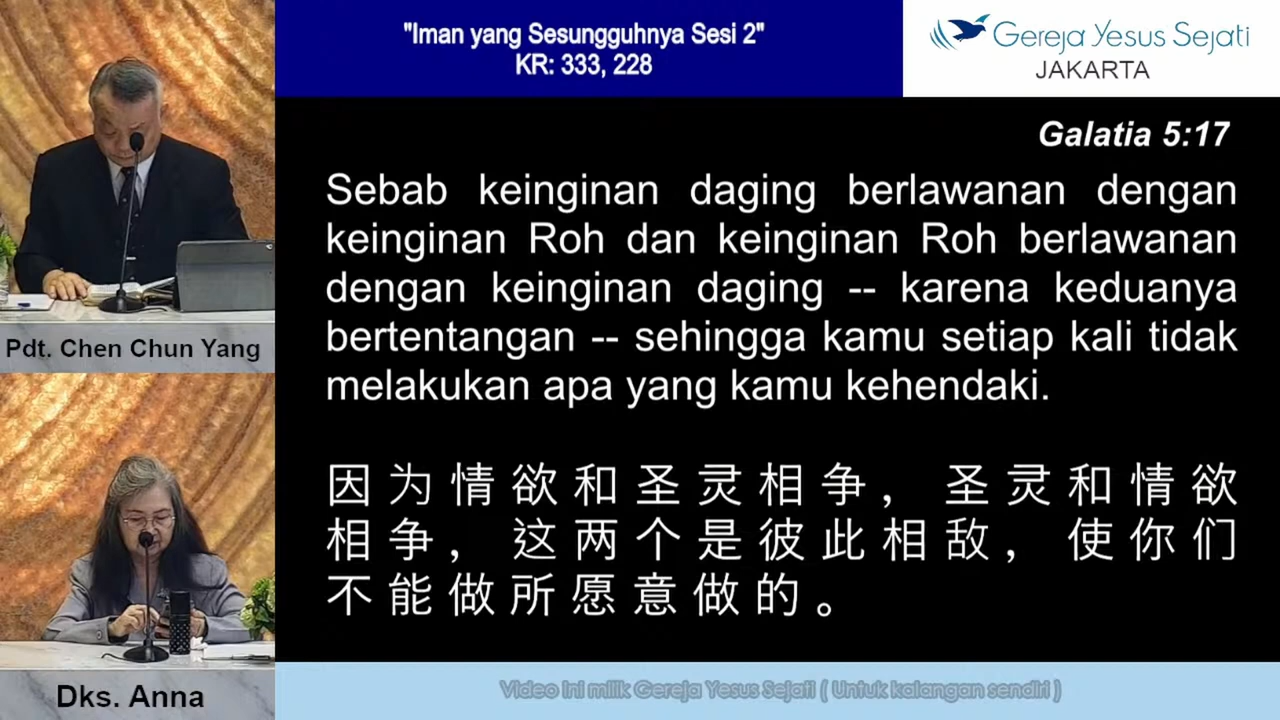 "Iman yang Sesungguhnya Sesi 2"
KR: 333, 228
Gereja Yesus Sejati
JAKARTA
Galatia 5:17
Sebab keinginan daging berlawanan dengan
keinginan Roh dan keinginan Roh berlawanan
dengan keinginan daging -- karena keduanya
bertentangan -- sehingga kamu setiap kali tidak
melakukan apa yang kamu kehendaki.
因为情欲和圣灵相争，圣灵和情欲
相争，这两个是彼此相敌，使你们
不能做所愿意做的。
Pdt. Chen Chun Yang
Dks. Anna
Video ini milik Gereja Yesus Sejati ( Untuk kalangan sendiri )